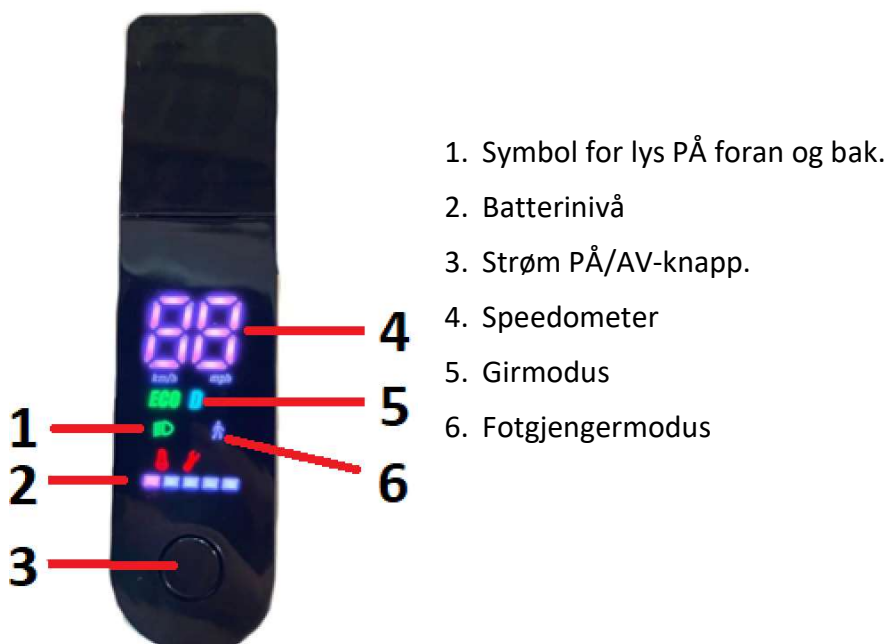 1. Symbol for lys PÅ foran og bak.
2. Batterinivå
3. Strøm PÅ/AV-knapp.
4. Speedometer
5. Girmodus
6. Fotgjengermodus
88
km/h mph
ECO D
4
5
1
6
2
3